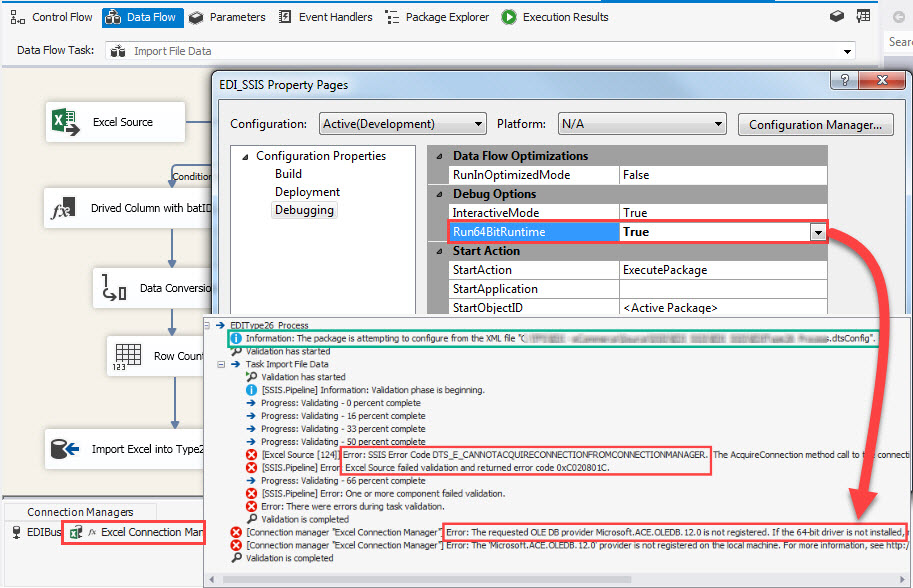 Control Flow Data Flow Parameters Event Handlers Package Explorer Execution Results
Data Flow Task: Import File Data
Sear
EDI_SSIS Property Pages
?
Configuration: Active(Development) Platform: N/A Configuration Manager...
Excel Source
Condition
fx Drived Column with batID
Data Conversio
123 Row Count
Import Excel into Type2
Configuration Properties
Build
Deployment
Debugging
Data Flow Optimizations
RunInOptimizedMode False
Debug Options
InteractiveMode True
Run64BitRuntime True
Start Action
StartAction ExecutePackage
StartApplication
StartObjectID <Active Package>
EDIType26_Process
Information: The package is attempting to configure from the XML file ".dtsConfig".
Validation has started
Task Import File Data
Validation has started
[SSIS.Pipeline] Information: Validation phase is beginning.
Progress: Validating - 0 percent complete
Progress: Validating - 16 percent complete
Progress: Validating - 33 percent complete
Progress: Validating - 50 percent complete
[Excel Source [124]] Error: SSIS Error Code DTS_E_CANNOTACQUIRECONNECTIONFROMCONNECTIONMANAGER. The AcquireConnection method call to the connecti
[SSIS.Pipeline] Error: Excel Source failed validation and returned error code 0xC020801C.
Progress: Validating - 66 percent complete
[SSIS.Pipeline] Error: One or more component failed validation.
Error: There were errors during task validation.
Validation is completed
[Connection manager "Excel Connection Manager"] Error: The requested OLE DB provider Microsoft.ACE.OLEDB.12.0 is not registered. If the 64-bit driver is not installed,
[Connection manager "Excel Connection Manager"] Error: The 'Microsoft.ACE.OLEDB.12.0' provider is not registered on the local machine. For more information, see http:/
Validation is completed
Connection Managers
EDIBus fx Excel Connection Man